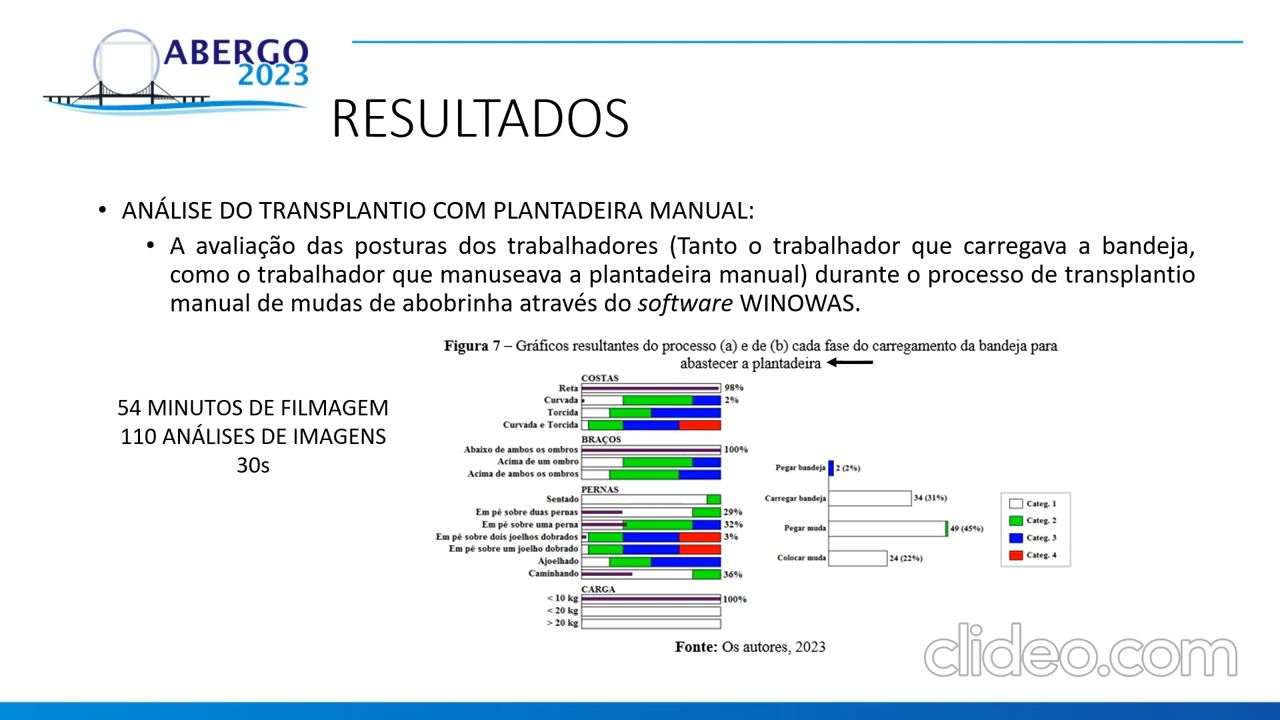 ABERGO
2023
RESULTADOS
• ANÁLISE DO TRANSPLANTIO COM PLANTADEIRA MANUAL:
• A avaliação das posturas dos trabalhadores (Tanto o trabalhador que carregava a bandeja,
como o trabalhador que manuseava a plantadeira manual) durante o processo de transplantio
manual de mudas de abobrinha através do software WINOWAS.
Figura 7 – Gráficos resultantes do processo (a) e de (b) cada fase do carregamento da bandeja para
abastecer a plantadeira
54 MINUTOS DE FILMAGEM
110 ANÁLISES DE IMAGENS
30s
COSTAS
Reta 98%
Curvada 2%
Torcida
Curvada e Torcida
BRAÇOS
Abaixo de ambos os ombros 100%
Acima de um ombro
Acima de ambos os ombros
PERNAS
Sentado
Em pé sobre duas pernas 29%
Em pé sobre uma perna 32%
Em pé sobre dois joelhos dobrados 3%
Em pé sobre um joelho dobrado
Ajoelhado
Caminhando 36%
CARGA
< 10 kg 100%
< 20 kg
> 20 kg
Pegar bandeja 2 (2%)
Carregar bandeja 34 (31%)
Pegar muda 49 (45%)
Colocar muda 24 (22%)
Categ. 1
Categ. 2
Categ. 3
Categ. 4
Fonte: Os autores, 2023
clideo.com